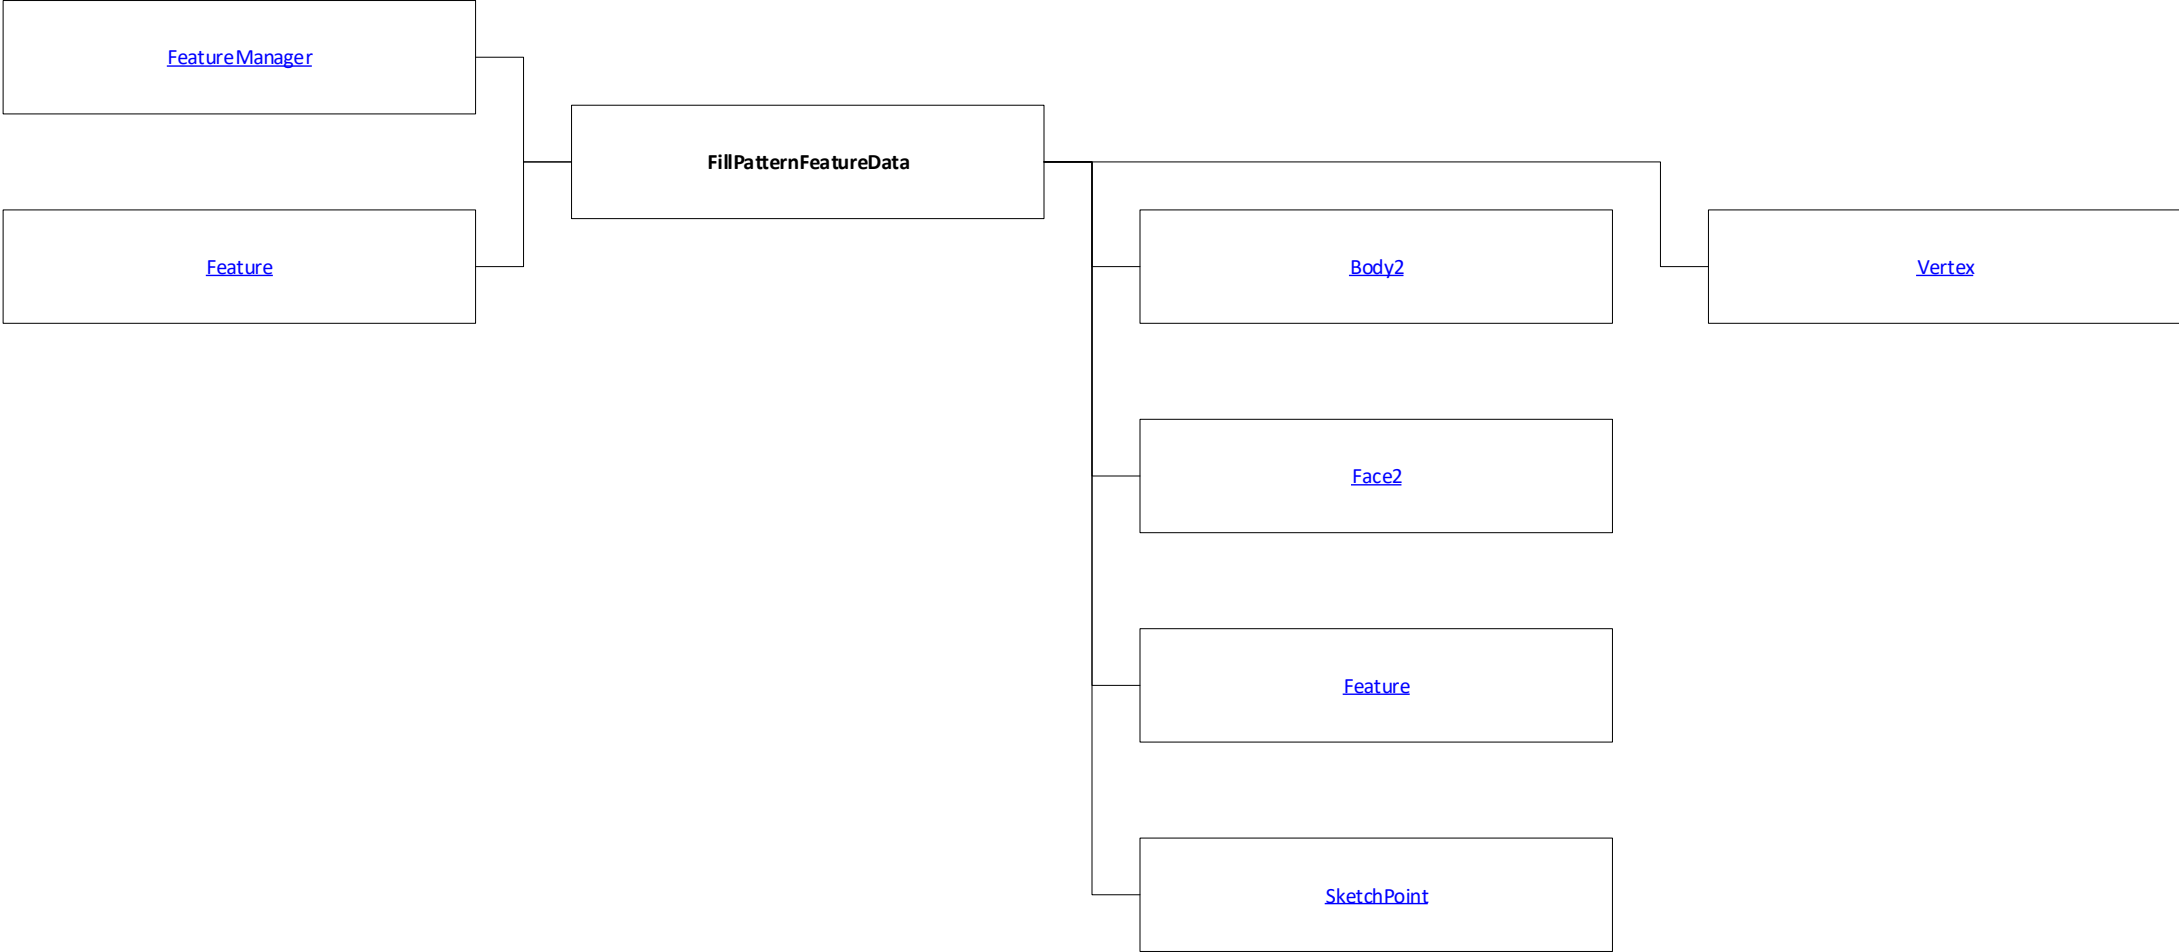 FeatureManager
FillPatternFeatureData
Feature
Body2
Vertex
Face2
Feature
SketchPoint